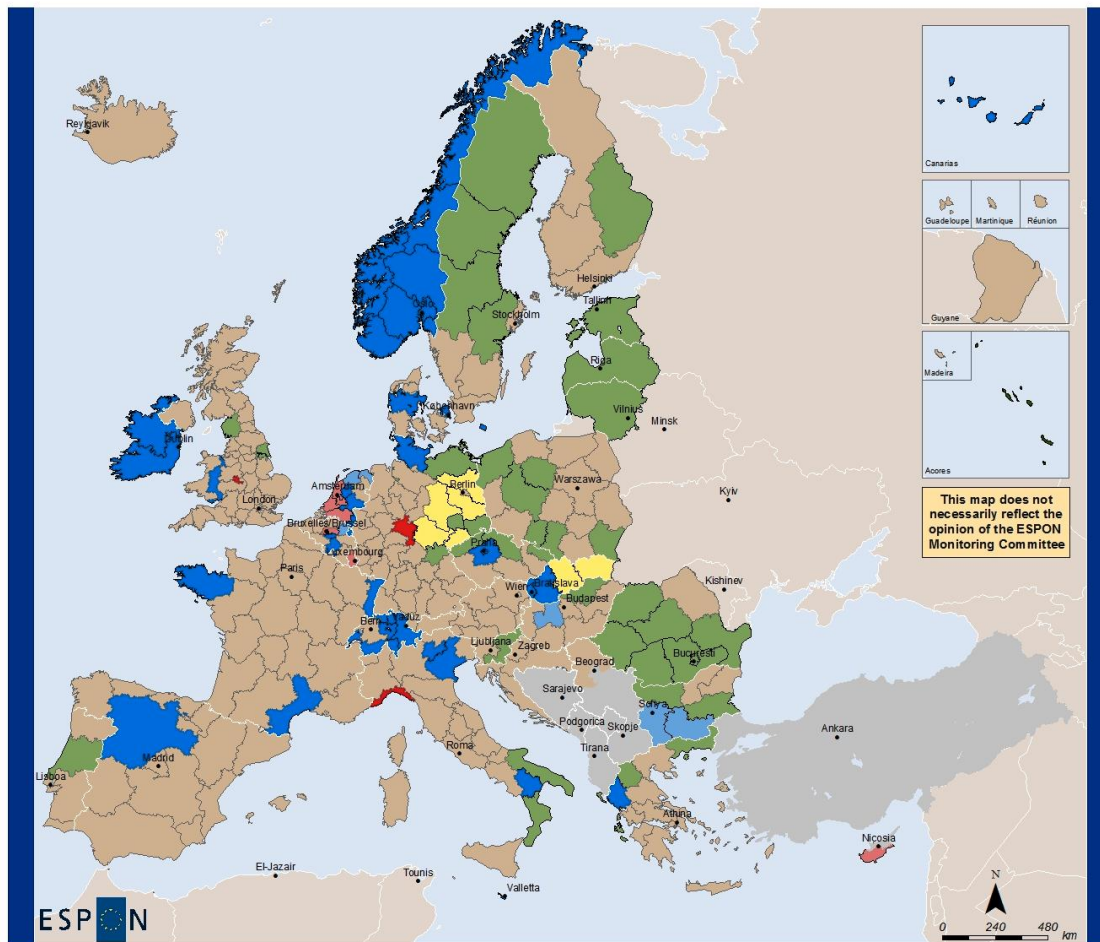 Reykjavik
Canarias
Guadeloupe
Martinique
Réunion
Helsinki
Tallinn
Stockholm
Guyane
Oslo
Riga
Madeira
København
Vilnius
Minsk
Dublin
Acores
Amsterdam
Berlin
Warszawa
London
Kyiv
This map does not
necessarily reflect the
opinion of the ESPON
Monitoring Committee
Bruxelles/Brussel
Praha
Luxembourg
Paris
Wien
Bratislava
Kishinev
Budapest
Bern
Vaduz
Ljubljana
Zagreb
Bucuresti
Beograd
Sarajevo
Sofiya
Podgorica
Skopje
Ankara
Roma
Tirana
Madrid
Lisboa
Athina
Nicosia
El-Jazair
Tounis
Valletta
N
ESPON
0 240 480
km